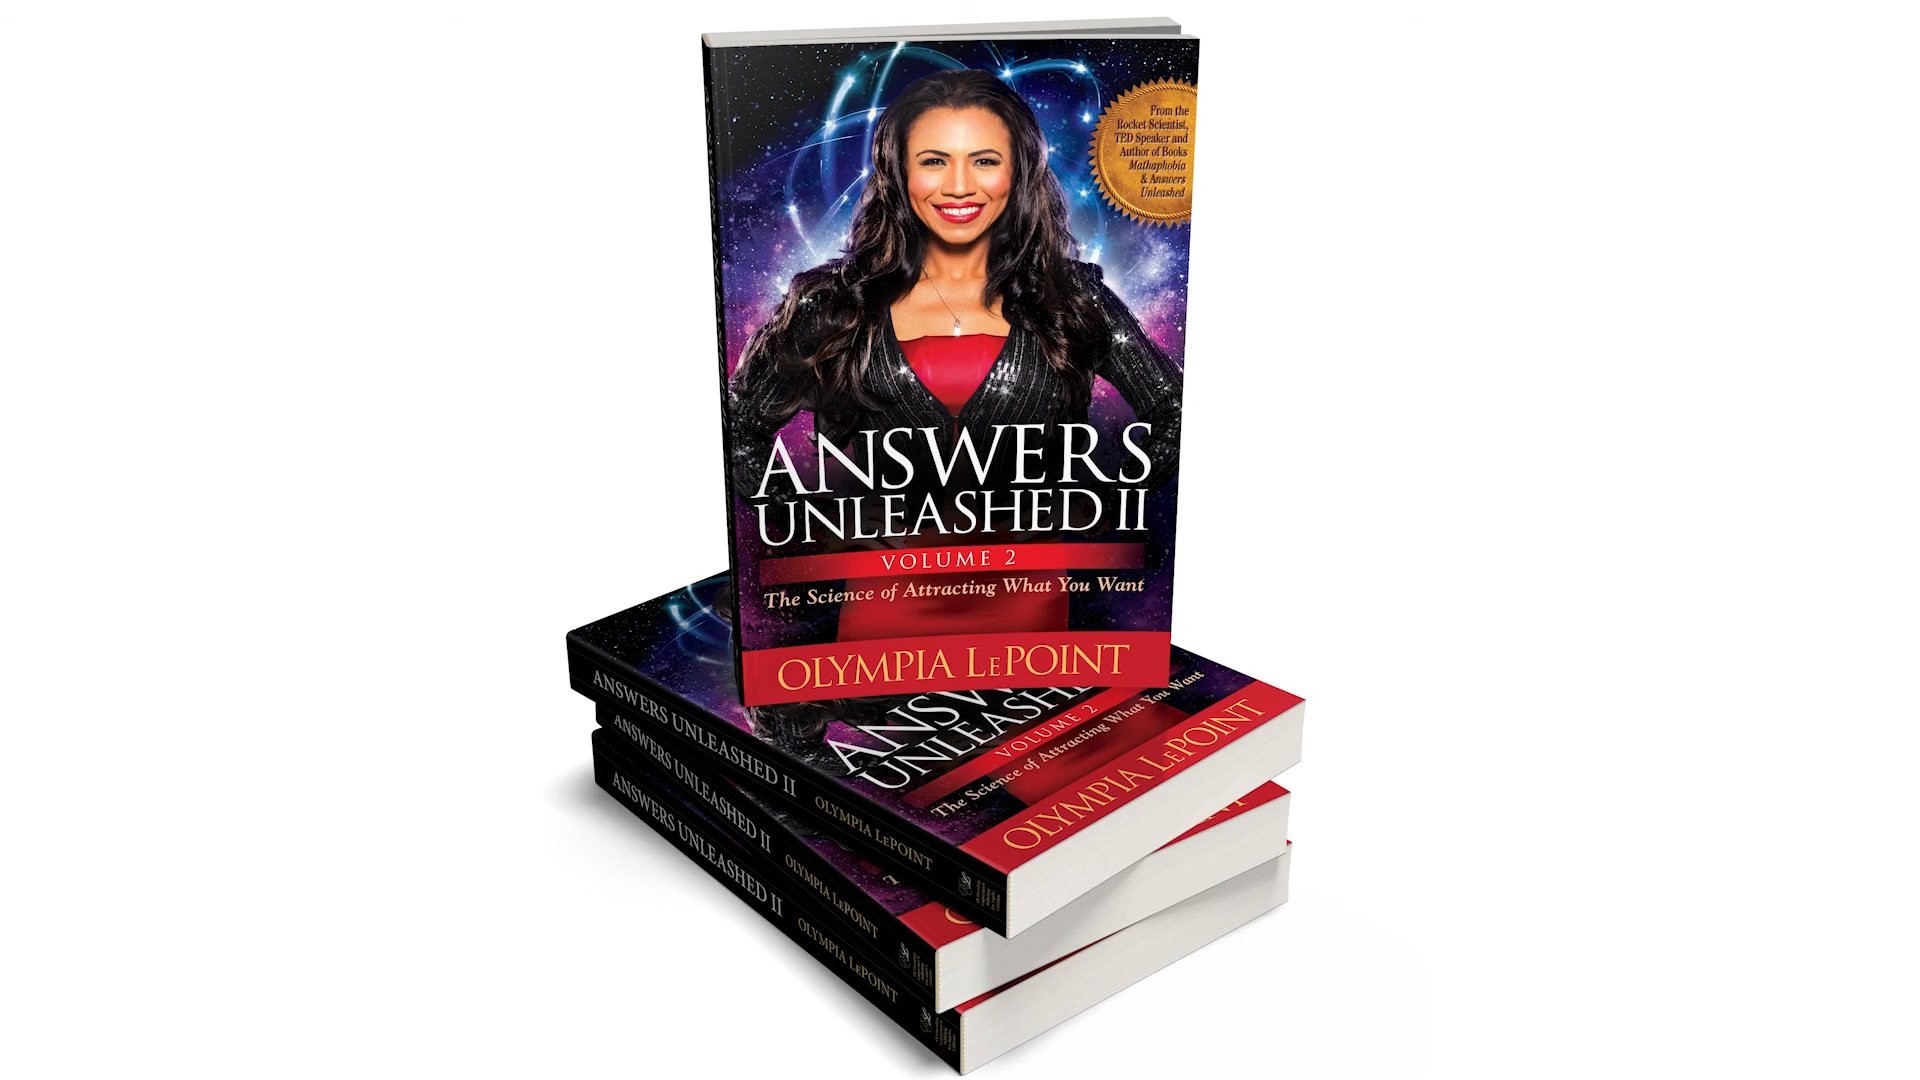 From the
Rocket Scientist,
TED Speaker and
Author of Books
Mathaphobia
& Answers
Unleashed
ANSWERS
UNLEASHED II
VOLUME 2
The Science of Attracting What You Want
OLYMPIA LePOINT
ANSW
UNLEASHE
VOLUME 2
The Science of Attracting What You Want
OLYMPIA LePOINT
ANSWERS UNLEASHED II OLYMPIA LePOINT
ANSWERS UNLEASHED II OLYMPIA LePOINT
ANSWERS UNLEASHED II OLYMPIA LePOINT